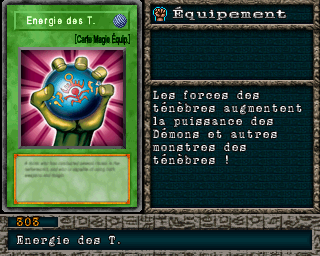 Energie des T.
[Carte Magie Équip.]
Équipement
Les forces des
ténèbres augmentent
la puissance des
Démons et autres
monstres des
ténèbres !
303
Energie des T.